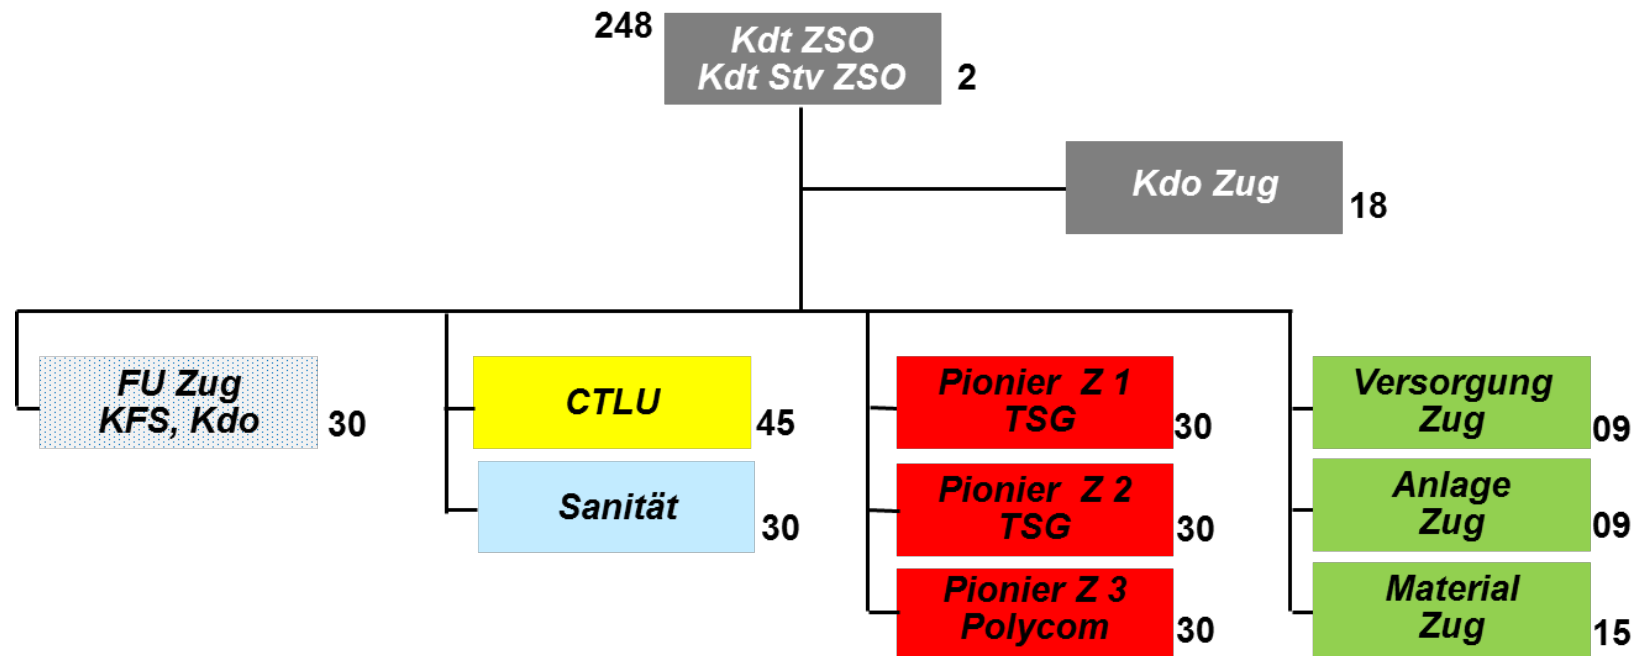 248
Kdt ZSO
Kdt Stv ZSO
2
Kdo Zug
18
FU Zug
KFS, Kdo
30
CTLU
45
Sanität
30
Pionier Z 1
TSG
30
Pionier Z 2
TSG
30
Pionier Z 3
Polycom
30
Versorgung
Zug
09
Anlage
Zug
09
Material
Zug
15